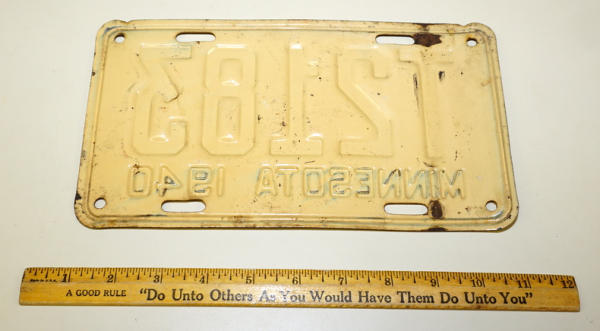 T2183
MINNESOTA 1940
1 2 3 4 5 6 7 8 9 10 11 12
A GOOD RULE "Do Unto Others As You Would Have Them Do Unto You"